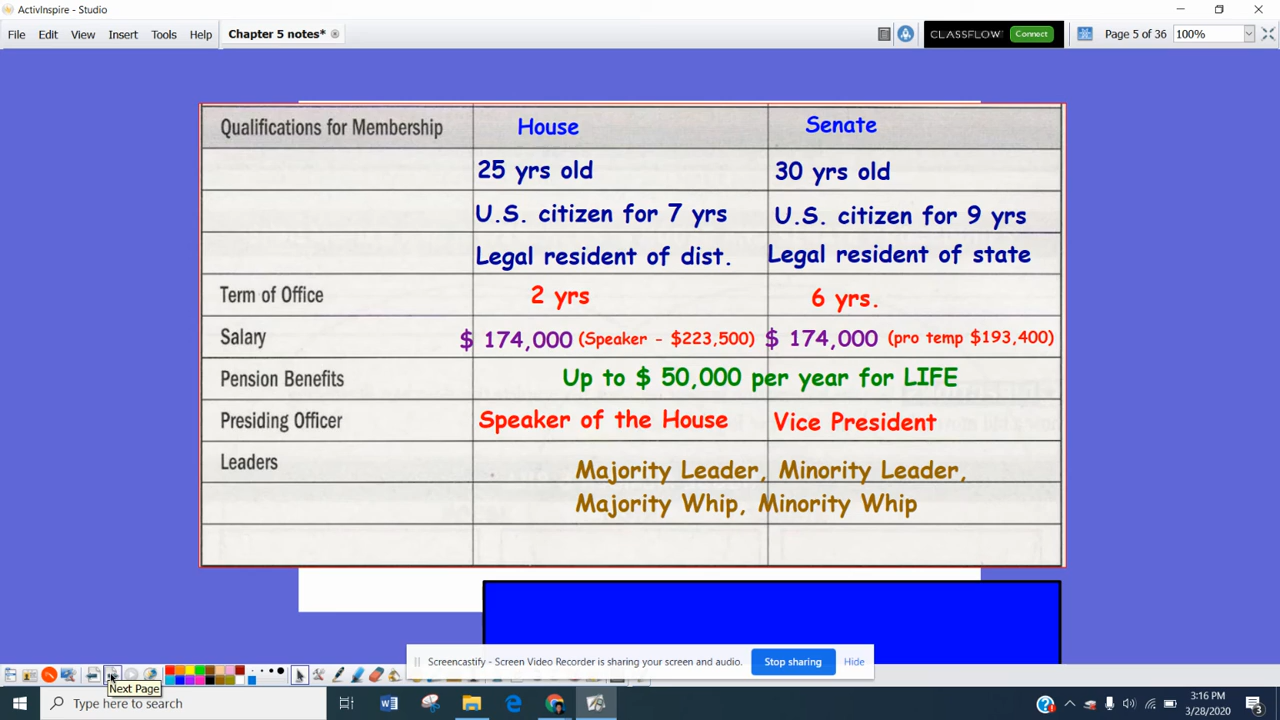 ActivInspire - Studio
File Edit View Insert Tools Help Chapter 5 notes* CLASSFLOW Connect Page 5 of 36 100%
Qualifications for Membership House Senate
25 yrs old 30 yrs old
U.S. citizen for 7 yrs U.S. citizen for 9 yrs
Legal resident of dist. Legal resident of state
Term of Office 2 yrs 6 yrs.
Salary $ 174,000 (Speaker - $223,500) $ 174,000 (pro temp $193,400)
Pension Benefits Up to $ 50,000 per year for LIFE
Presiding Officer Speaker of the House Vice President
Leaders Majority Leader, Minority Leader,
Majority Whip, Minority Whip
Screencastify - Screen Video Recorder is sharing your screen and audio. Stop sharing Hide
Next Page
Type here to search
3:16 PM
3/28/2020
3